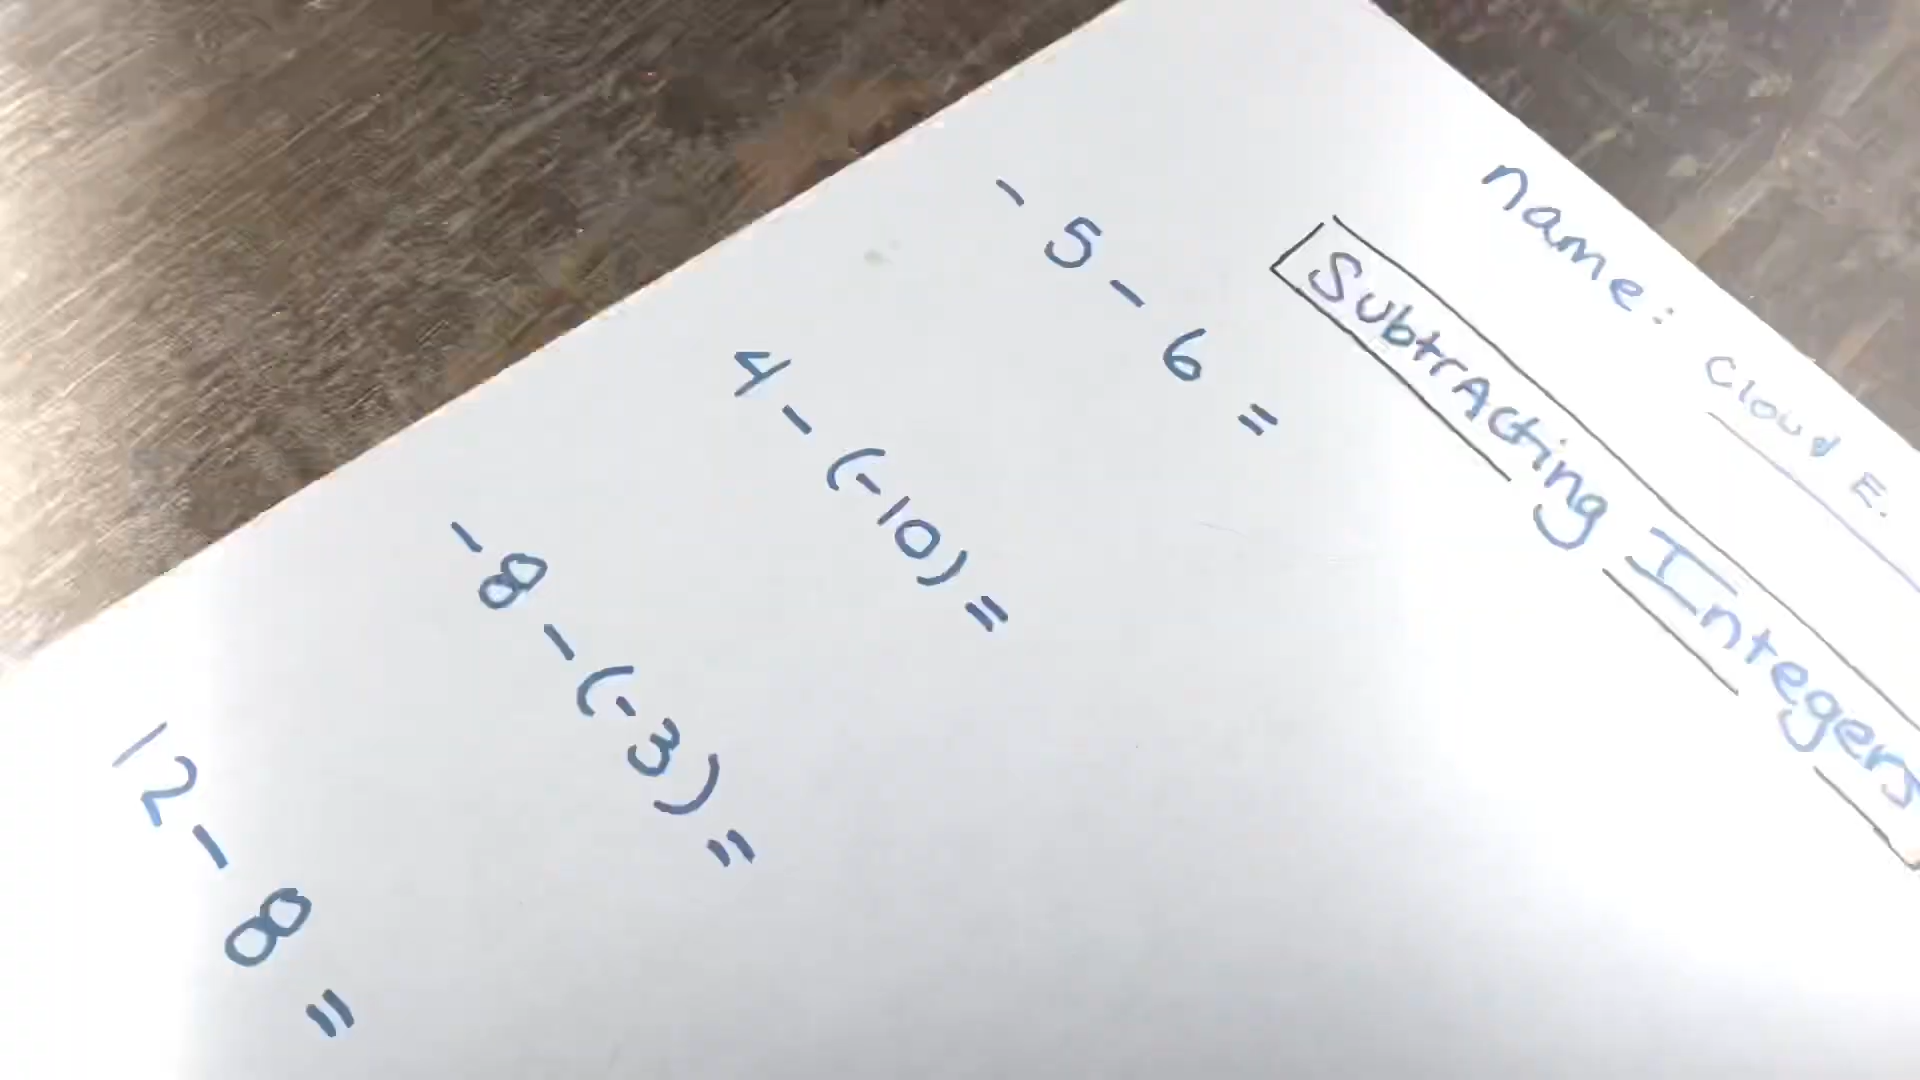 name: Cloud E.
SubtrActing Integers
- 5 - 6 =
4 - (-10) =
-8 - (-3) =
12 - 8 =